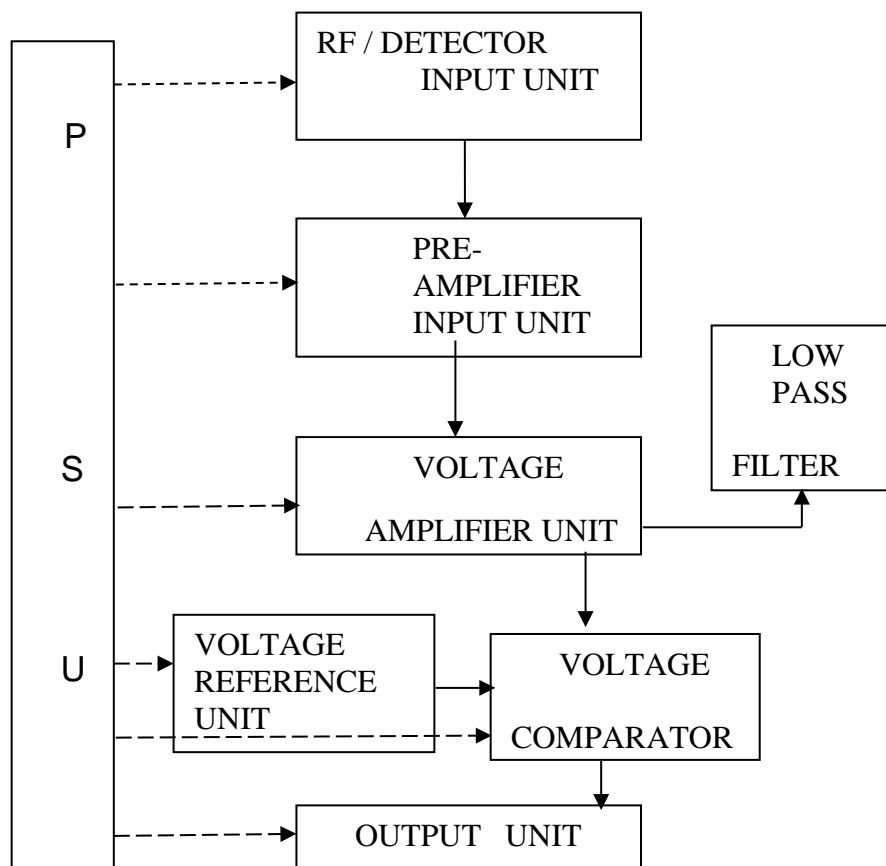 RF / DETECTOR
INPUT UNIT
P
PRE-
AMPLIFIER
INPUT UNIT
LOW
PASS
FILTER
S
VOLTAGE
AMPLIFIER UNIT
U
VOLTAGE
REFERENCE
UNIT
VOLTAGE
COMPARATOR
OUTPUT UNIT